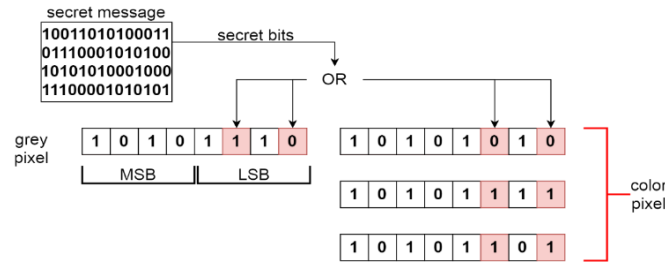 secret message
10011010100011
01110001010100
10101010001000
11100001010101
secret bits
OR
grey
pixel
1 0 1 0 1 1 1 0
MSB LSB
1 0 1 0 1 0 1 0
1 0 1 0 1 1 1 1
1 0 1 0 1 1 0 1
color
pixel